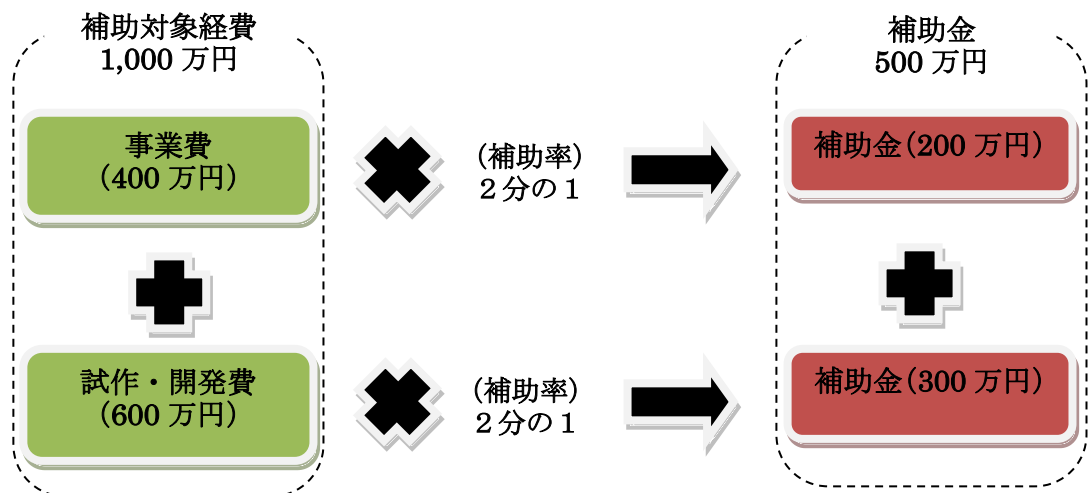 補助対象経費
1,000 万円
補助金
500 万円
事業費
（400 万円）
（補助率）
２分の１
補助金（200 万円）
試作・開発費
（600 万円）
（補助率）
２分の１
補助金（300 万円）